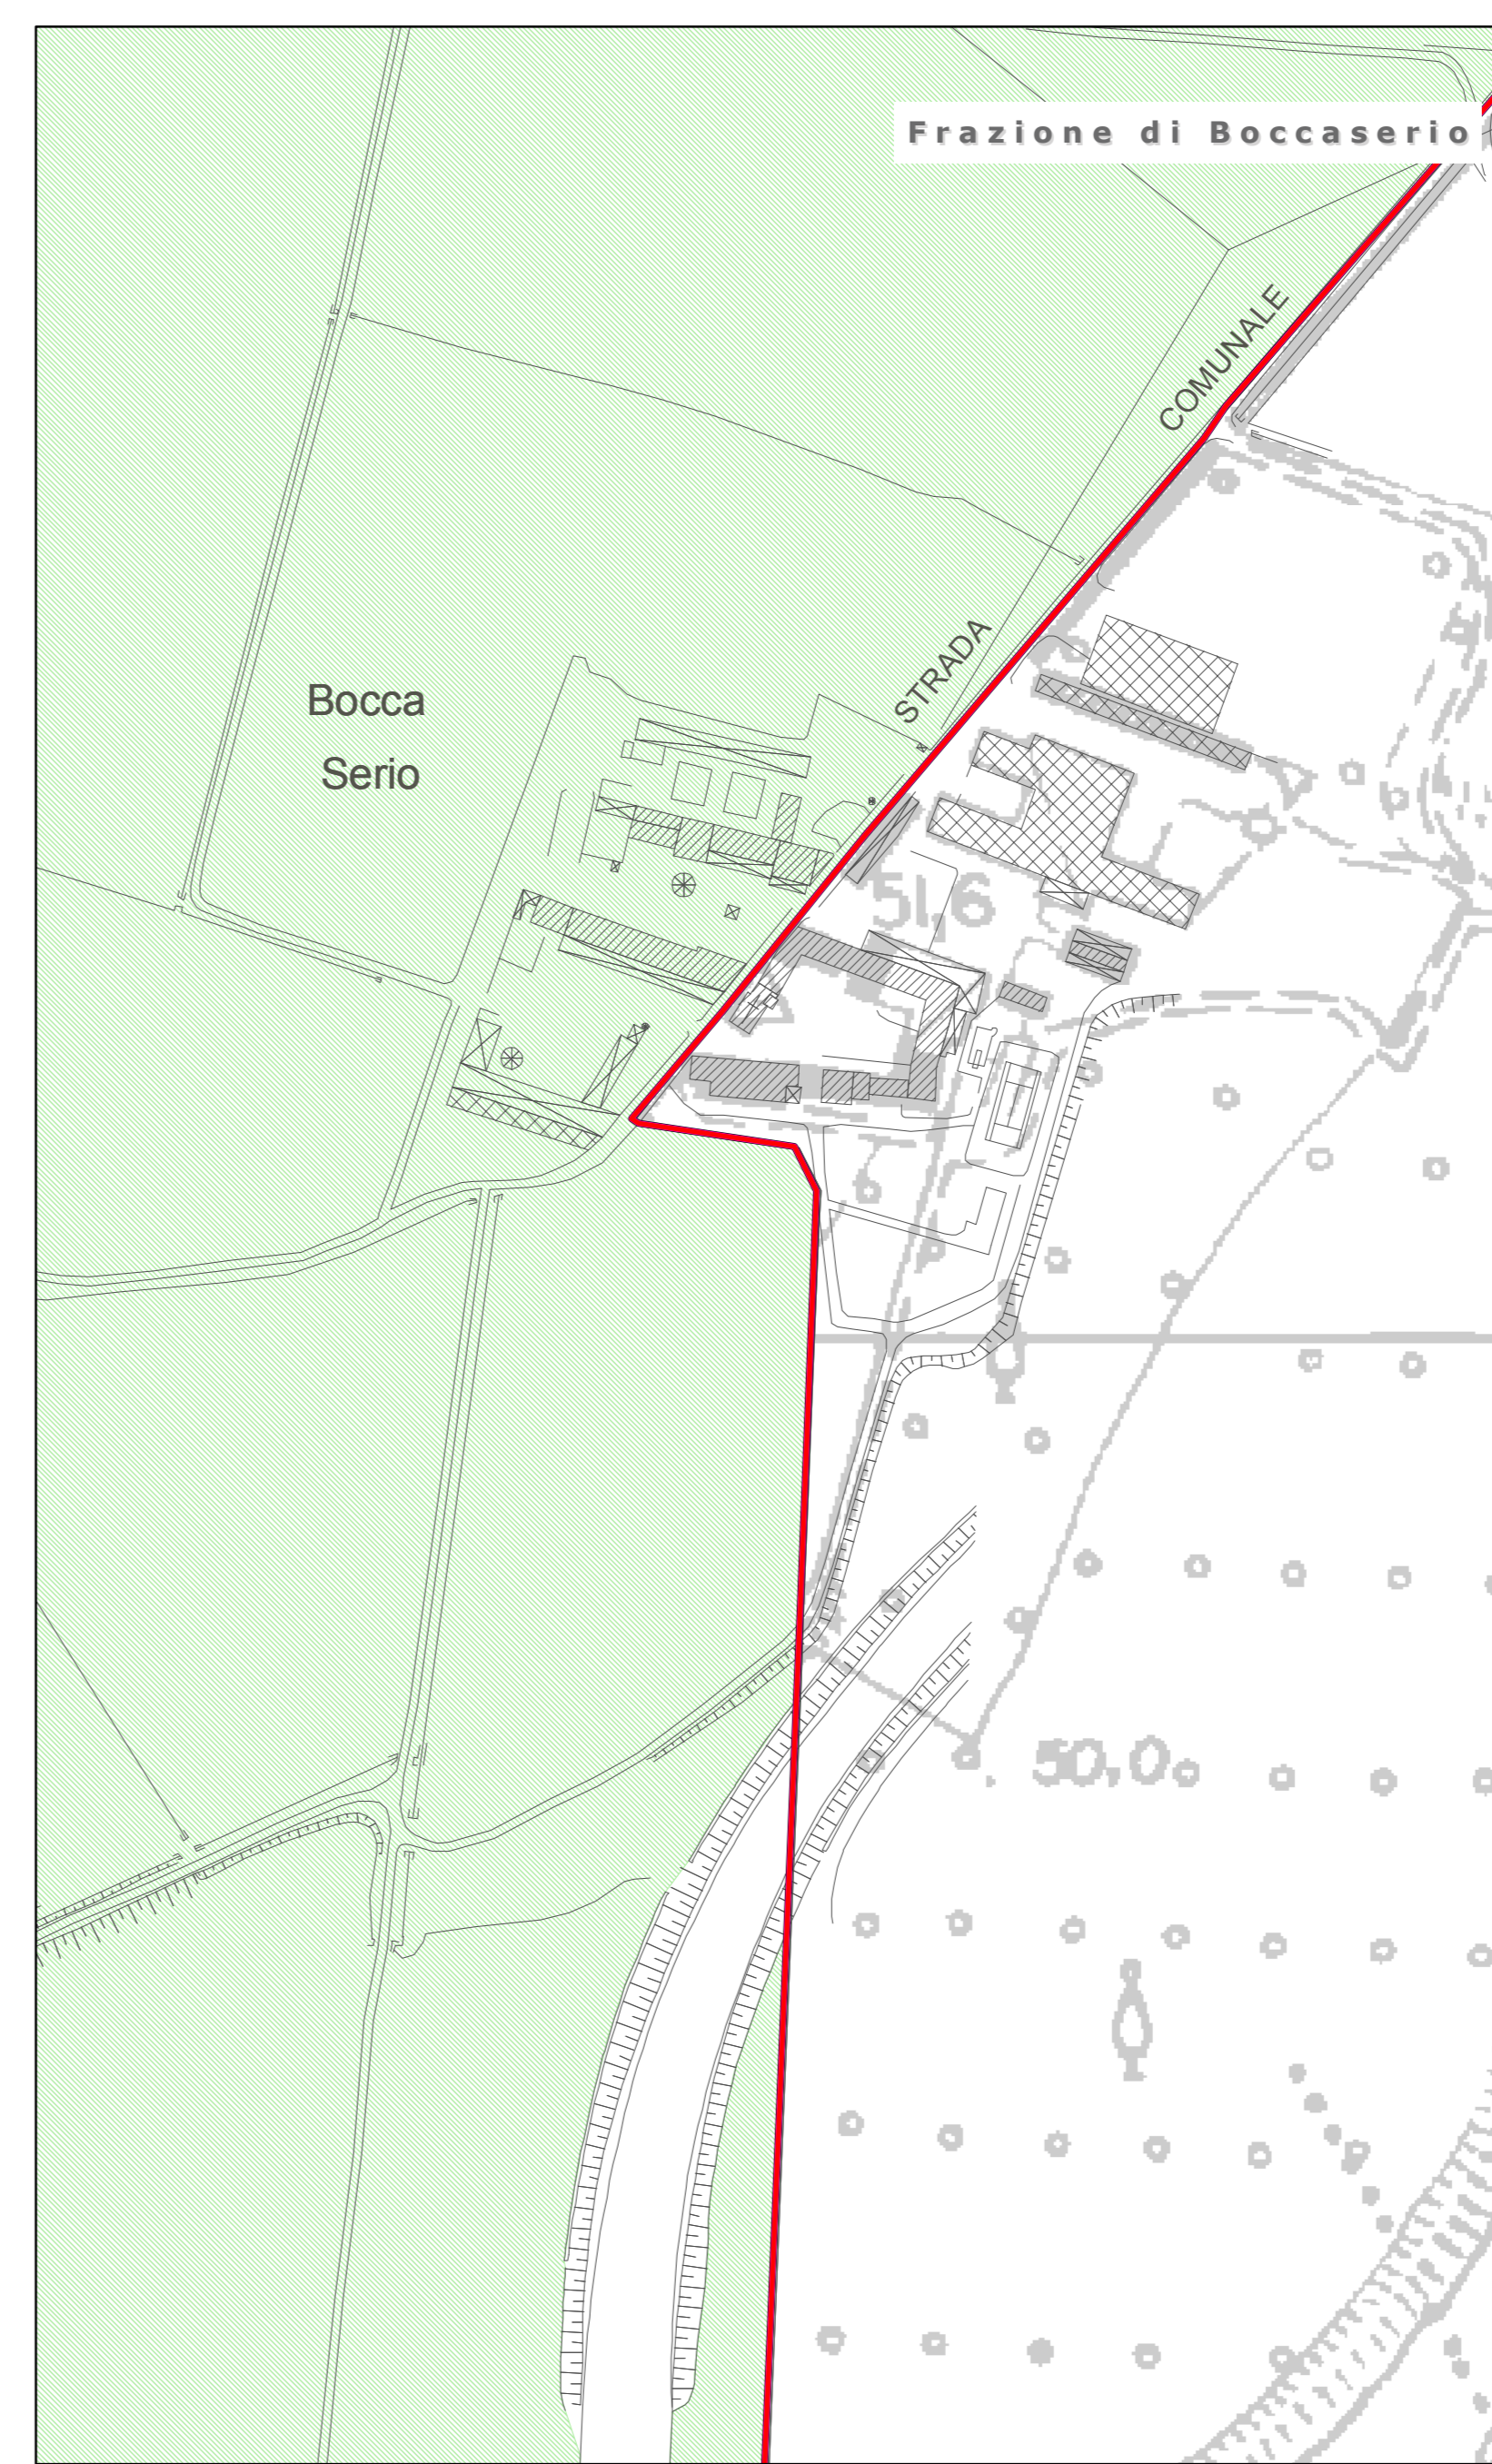 Frazione di Boccaserio
COMUNALE
STRADA
Bocca
Serio
51,6
50,0